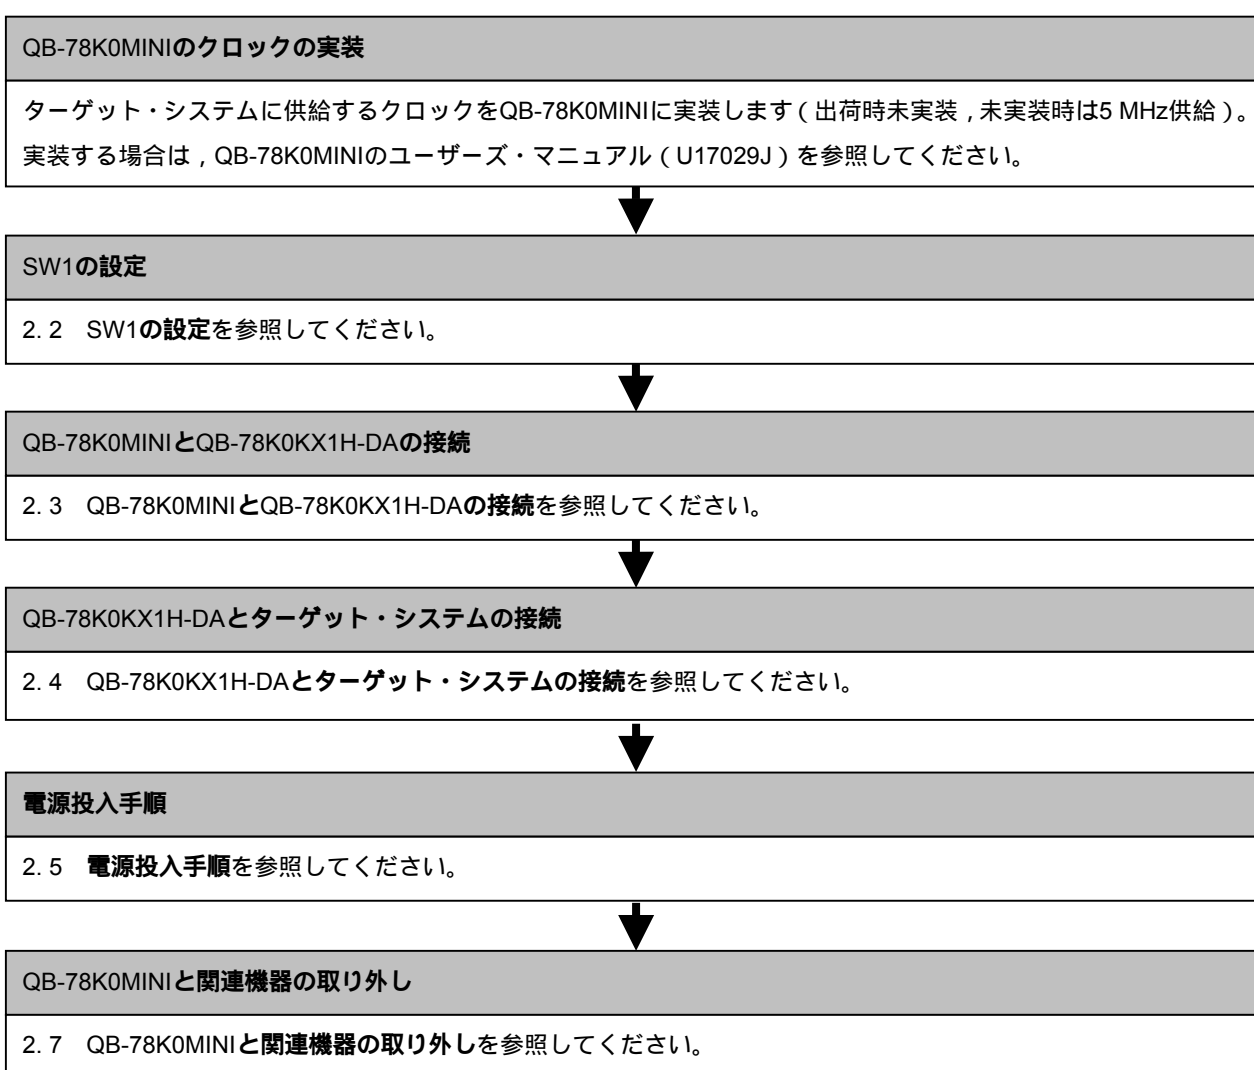 QB-78K0MINIのクロックの実装
ターゲット・システムに供給するクロックをQB-78K0MINIに実装します（出荷時未実装，未実装時は5 MHz供給）。
実装する場合は，QB-78K0MINIのユーザーズ・マニュアル（U17029J）を参照してください。
SW1の設定
2. 2　SW1の設定を参照してください。
QB-78K0MINIとQB-78K0KX1H-DAの接続
2. 3　QB-78K0MINIとQB-78K0KX1H-DAの接続を参照してください。
QB-78K0KX1H-DAとターゲット・システムの接続
2. 4　QB-78K0KX1H-DAとターゲット・システムの接続を参照してください。
電源投入手順
2. 5　電源投入手順を参照してください。
QB-78K0MINIと関連機器の取り外し
2. 7　QB-78K0MINIと関連機器の取り外しを参照してください。